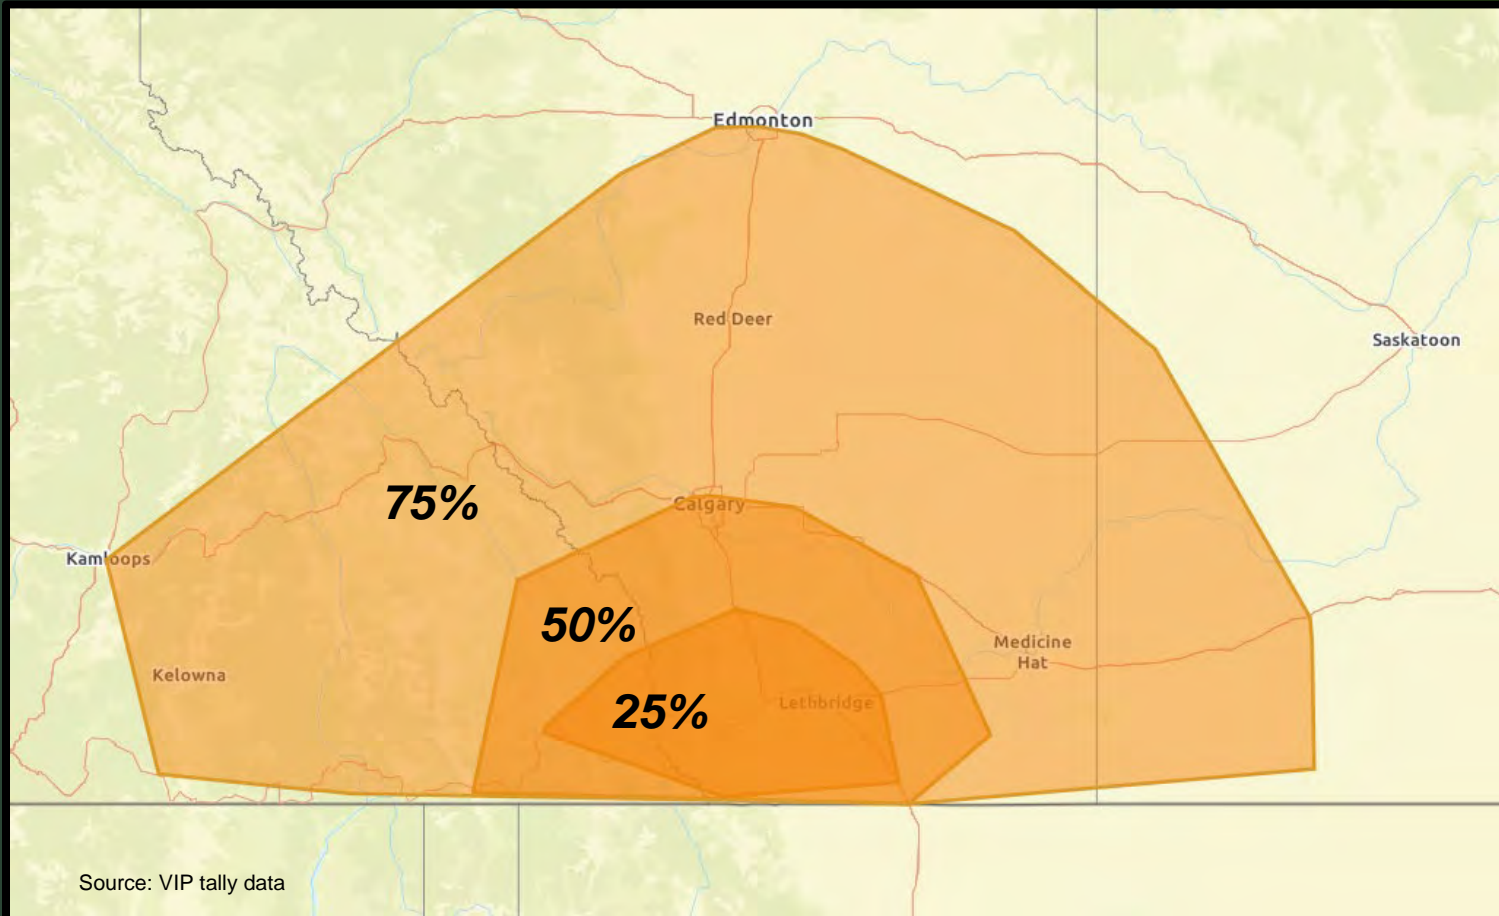 Edmonton
Red Deer
Saskatoon
75%
Calgary
Kamloops
50%
Medicine
Hat
Kelowna
25%
Lethbridge
Source: VIP tally data